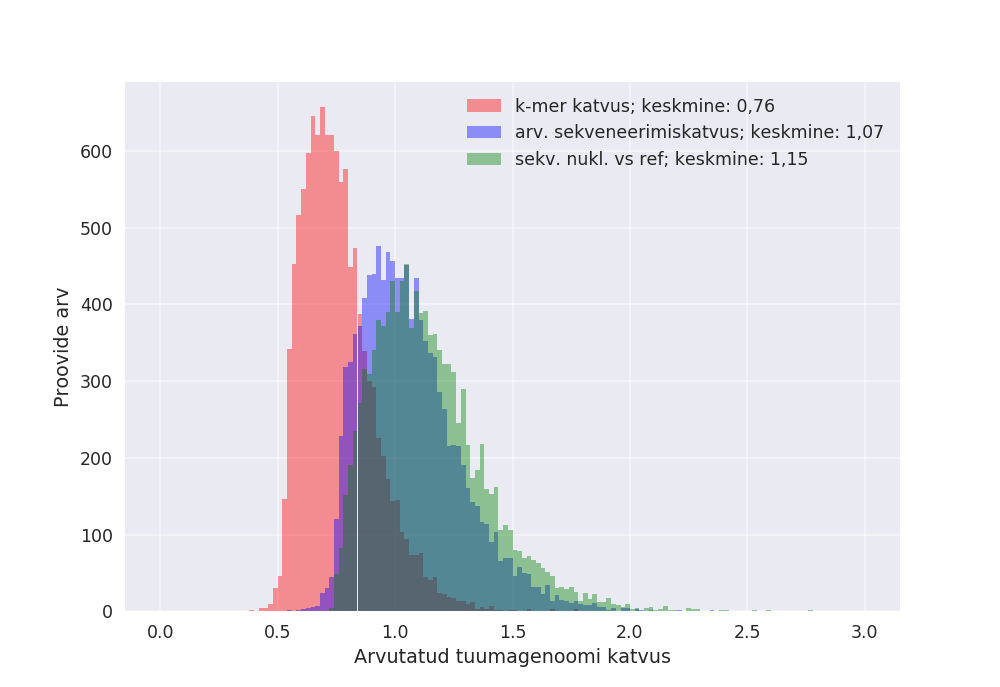 k-mer katvus; keskmine: 0,76
arv. sekveneerimiskatvus; keskmine: 1,07
sekv. nukl. vs ref; keskmine: 1,15
Proovide arv
600
500
400
300
200
100
0
0.0 0.5 1.0 1.5 2.0 2.5 3.0
Arvutatud tuumagenoomi katvus